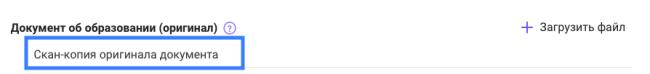 Документ об образовании (оригинал) ? + Загрузить файл
Скан-копия оригинала документа